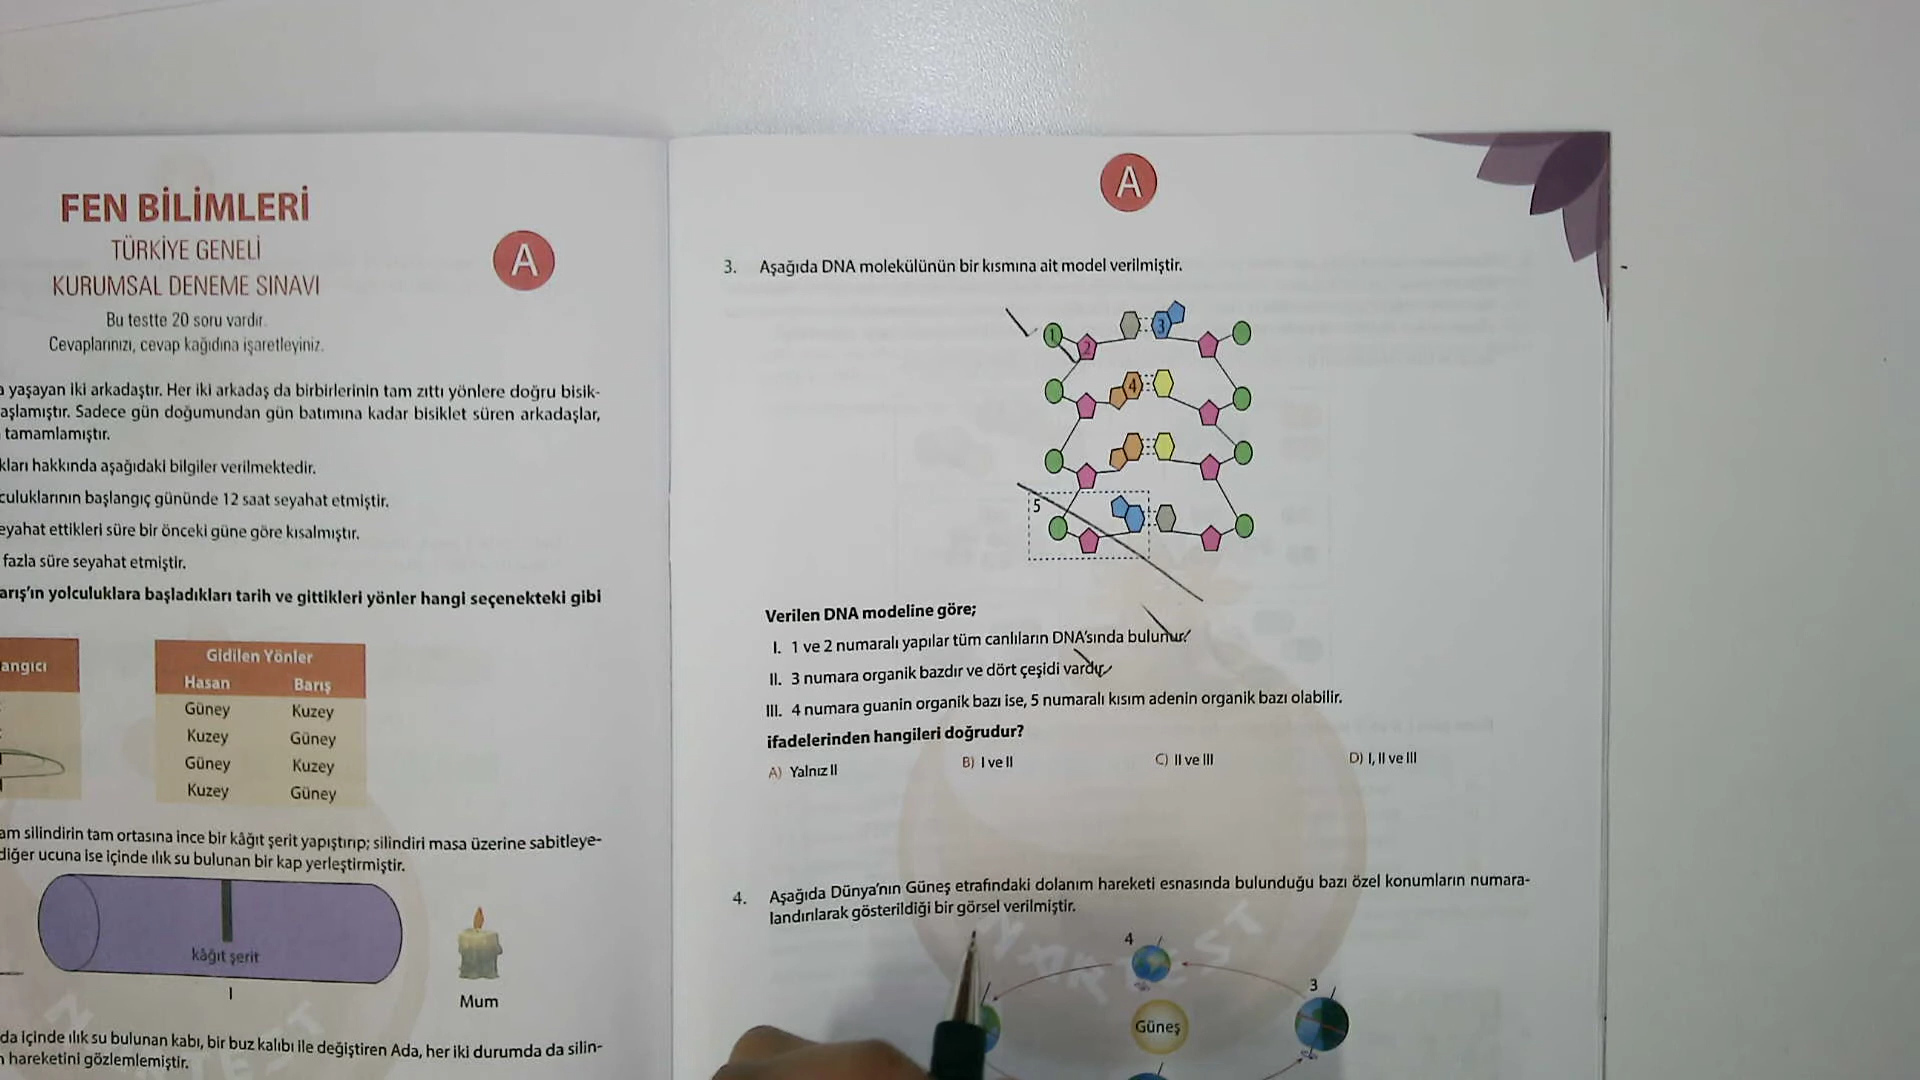 FEN BİLİMLERİ
TÜRKİYE GENELİ
KURUMSAL DENEME SINAVI
A
Bu testte 20 soru vardır.
Cevaplarınızı, cevap kağıdına işaretleyiniz.
yaşayan iki arkadaştır. Her iki arkadaş da birbirlerinin tam zıttı yönlere doğru bisik-
aşlamıştır. Sadece gün doğumundan gün batımına kadar bisiklet süren arkadaşlar,
tamamlamıştır.
kları hakkında aşağıdaki bilgiler verilmektedir.
culuklarının başlangıç gününde 12 saat seyahat etmiştir.
eyahat ettikleri süre bir önceki güne göre kısalmıştır.
fazla süre seyahat etmiştir.
arış'ın yolculuklara başladıkları tarih ve gittikleri yönler hangi seçenekteki gibi
angıcı
Gidilen Yönler
Hasan Barış
Güney Kuzey
Kuzey Güney
Güney Kuzey
Kuzey Güney
am silindirin tam ortasına ince bir kâğıt şerit yapıştırıp; silindiri masa üzerine sabitleye-
diğer ucuna ise içinde ılık su bulunan bir kap yerleştirmiştir.
kâğıt şerit
I
Mum
da içinde ılık su bulunan kabı, bir buz kalıbı ile değiştiren Ada, her iki durumda da silin-
hareketini gözlemlemiştir.
A
3. Aşağıda DNA molekülünün bir kısmına ait model verilmiştir.
1
2
3
4
5
Verilen DNA modeline göre;
I. 1 ve 2 numaralı yapılar tüm canlıların DNA'sında bulunur.
II. 3 numara organik bazdır ve dört çeşidi vardır.
III. 4 numara guanin organik bazı ise, 5 numaralı kısım adenin organik bazı olabilir.
ifadelerinden hangileri doğrudur?
A) Yalnız II B) I ve II C) II ve III D) I, II ve III
4. Aşağıda Dünya'nın Güneş etrafındaki dolanım hareketi esnasında bulunduğu bazı özel konumların numara-
landırılarak gösterildiği bir görsel verilmiştir.
4
3
Güneş